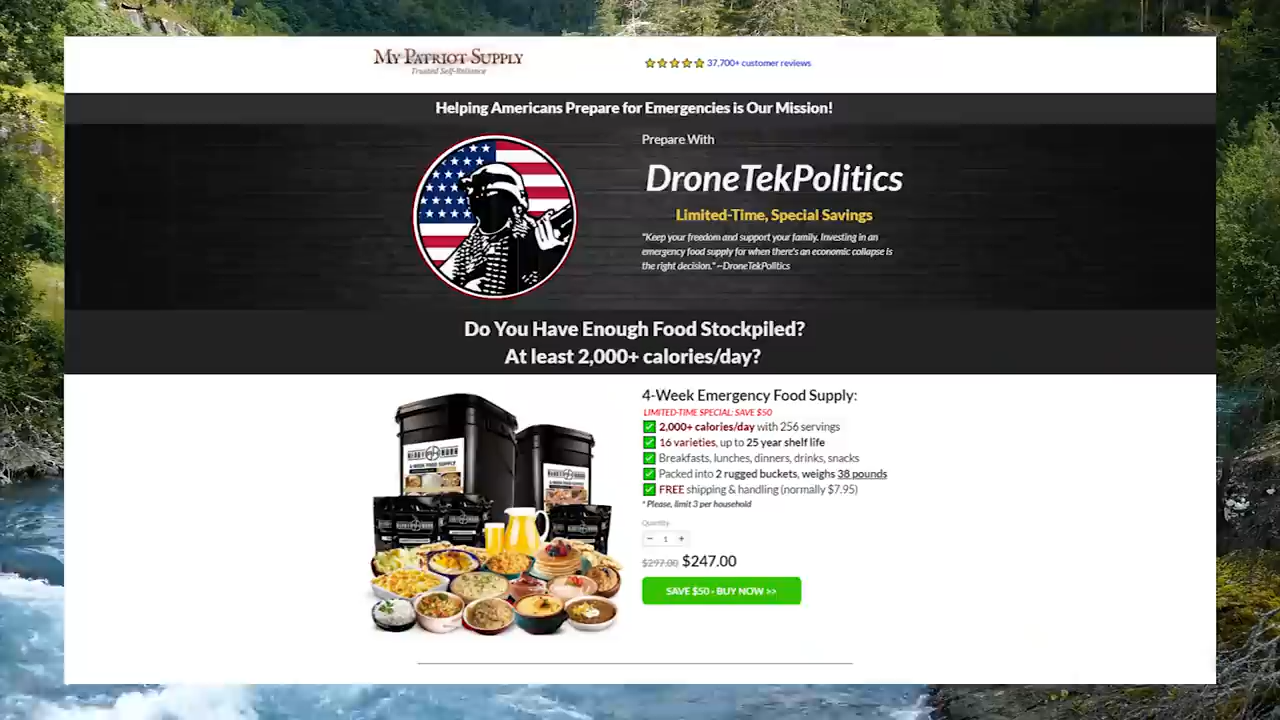 MY PATRIOT SUPPLY
Trusted Self-Reliance
37,700+ customer reviews
Helping Americans Prepare for Emergencies is Our Mission!
Prepare With
DroneTekPolitics
Limited-Time, Special Savings
"Keep your freedom and support your family. Investing in an
emergency food supply for when there's an economic collapse is
the right decision." ~DroneTekPolitics
Do You Have Enough Food Stockpiled?
At least 2,000+ calories/day?
4-Week Emergency Food Supply:
LIMITED-TIME SPECIAL: SAVE $50
2,000+ calories/day with 256 servings
16 varieties, up to 25 year shelf life
Breakfasts, lunches, dinners, drinks, snacks
Packed into 2 rugged buckets, weighs 38 pounds
FREE shipping & handling (normally $7.95)
* Please, limit 3 per household
Quantity
− 1 +
$297.00 $247.00
SAVE $50 - BUY NOW >>
4-WEEK FOOD SUPPLY